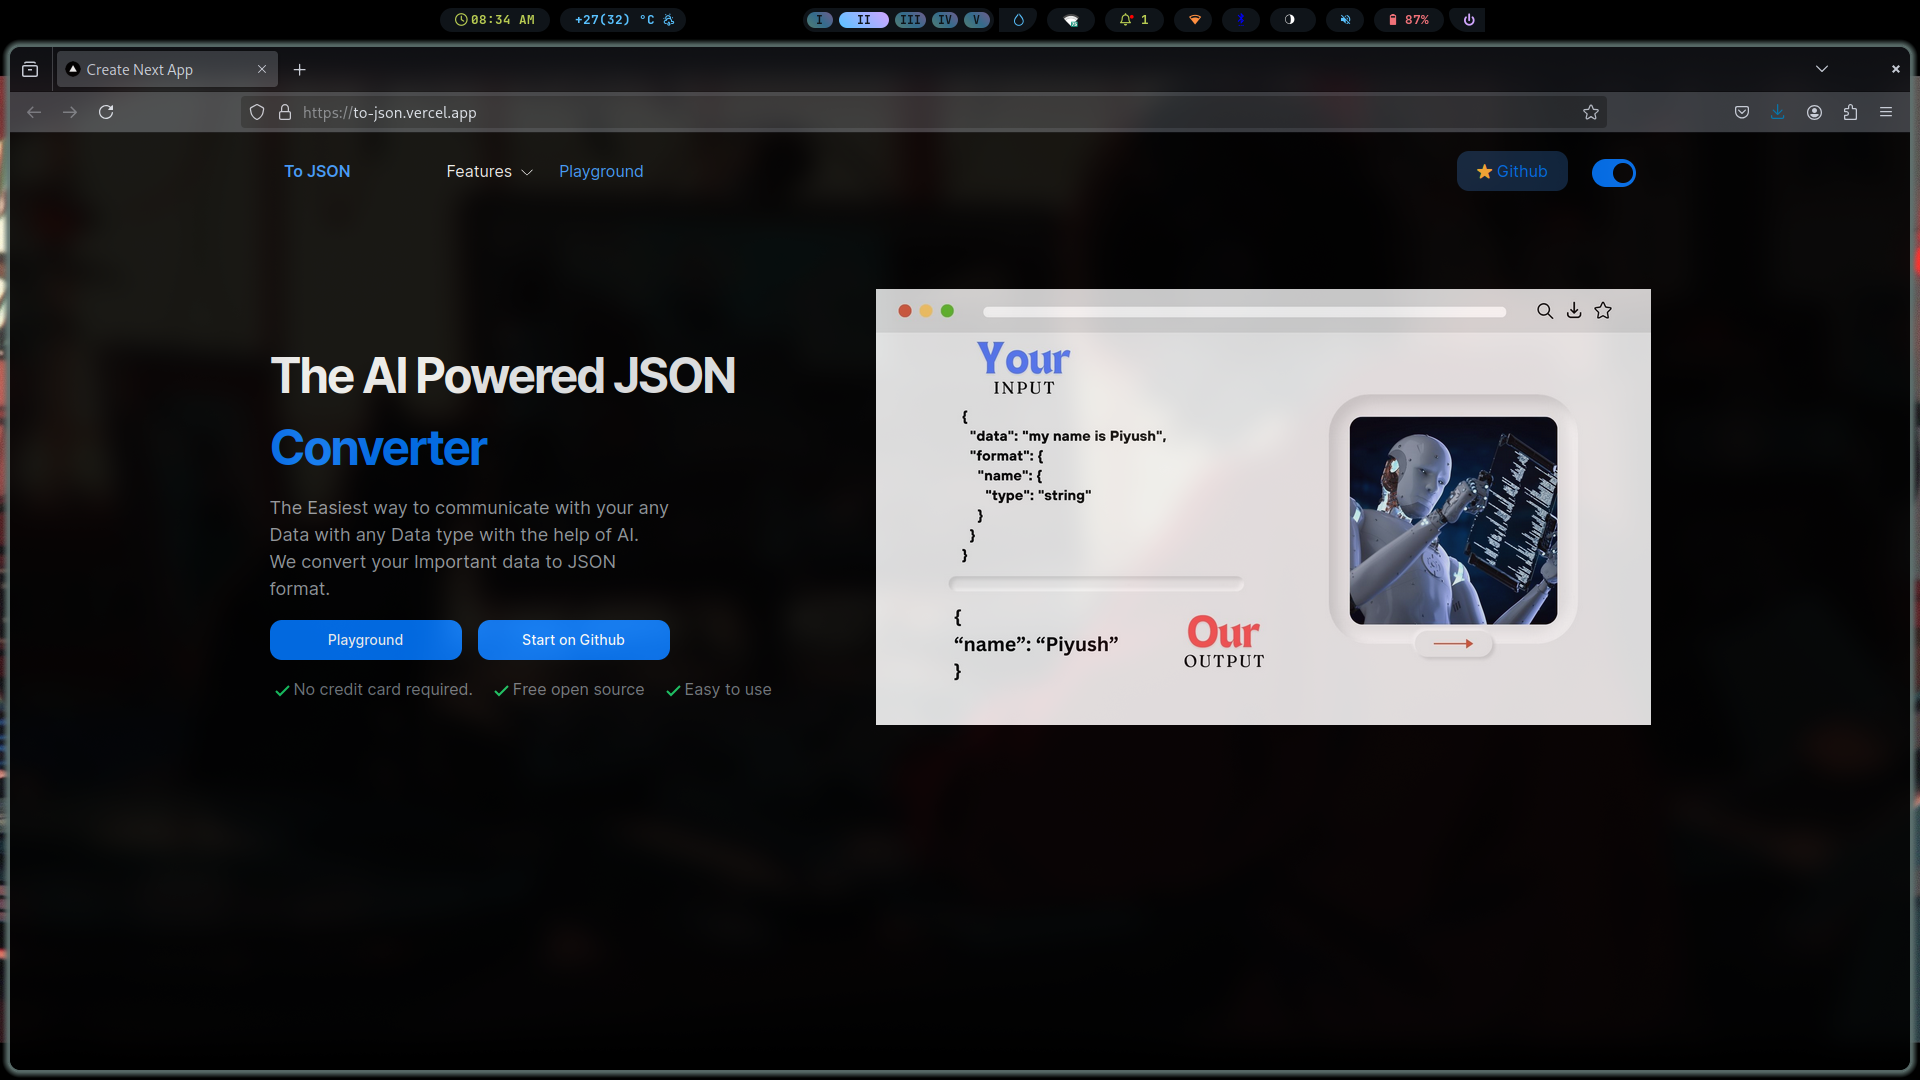 08:34 AM
+27(32) °C
I II III IV V
1
87%
Create Next App
https://to-json.vercel.app
To JSON
Features
Playground
Github
The AI Powered JSON
Converter
The Easiest way to communicate with your any
Data with any Data type with the help of AI.
We convert your Important data to JSON
format.
Playground
Start on Github
No credit card required.
Free open source
Easy to use
Your
INPUT
{
"data": "my name is Piyush",
"format": {
"name": {
"type": "string"
}
}
}
{
“name”: “Piyush”
}
Our
OUTPUT